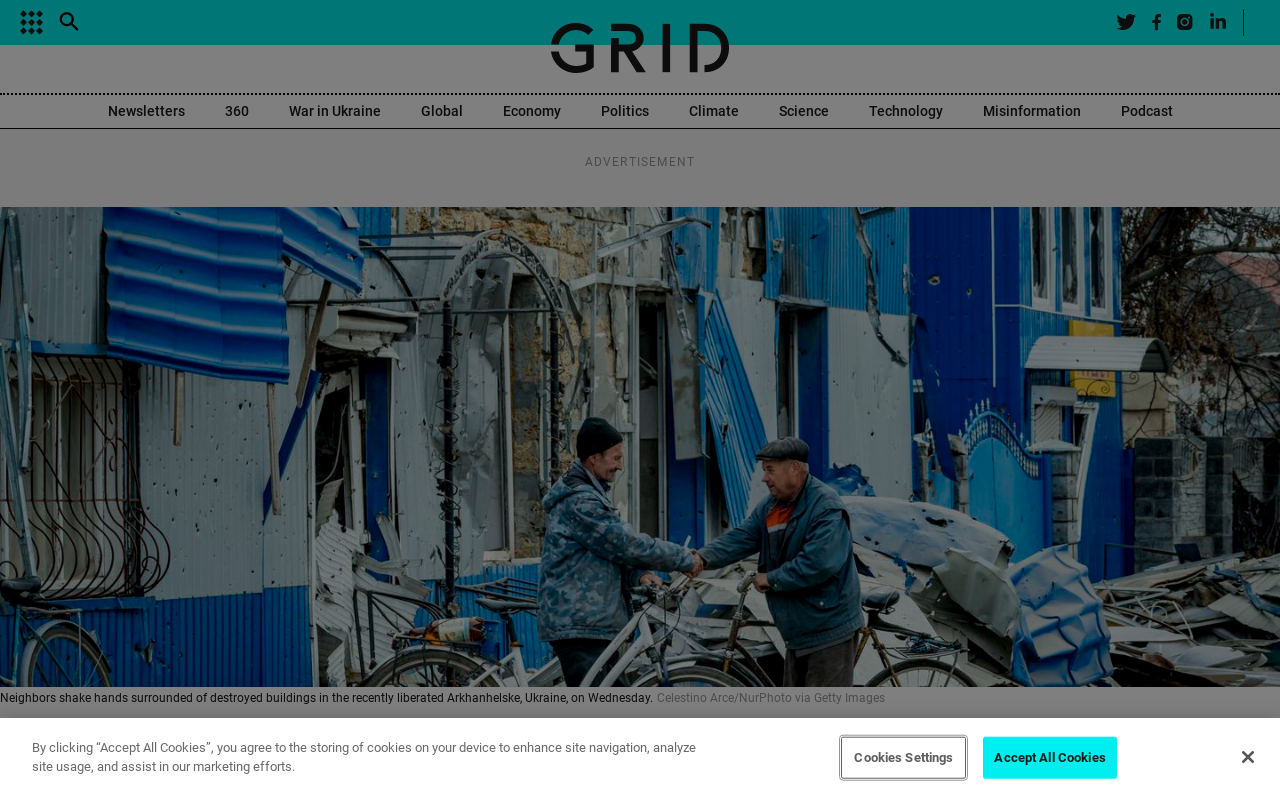 GRID
Newsletters 360 War in Ukraine Global Economy Politics Climate Science Technology Misinformation Podcast
ADVERTISEMENT
Neighbors shake hands surrounded of destroyed buildings in the recently liberated Arkhanhelske, Ukraine, on Wednesday. Celestino Arce/NurPhoto via Getty Images
By clicking “Accept All Cookies”, you agree to the storing of cookies on your device to enhance site navigation, analyze
site usage, and assist in our marketing efforts.
Cookies Settings
Accept All Cookies